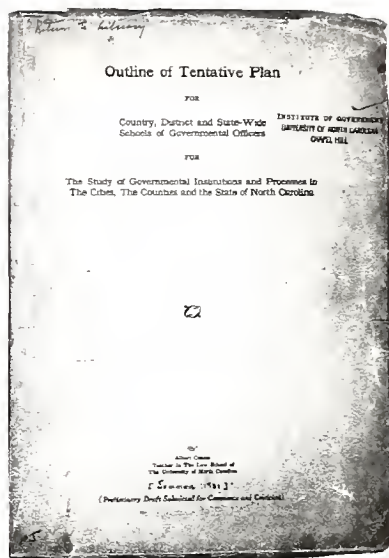 Return to Library
Outline of Tentative Plan
FOR
Country, District and State-Wide
Schools of Governmental Officers
INSTITUTE OF GOVERNMENT
UNIVERSITY OF NORTH CAROLINA
CHAPEL HILL
FOR
The Study of Governmental Institutions and Processes in
The Cities, The Counties and the State of North Carolina
Albert Coates
Teacher in The Law School of
The University of North Carolina
[Summer 1931]
(Preliminary Draft Submitted for Comments and Criticism)